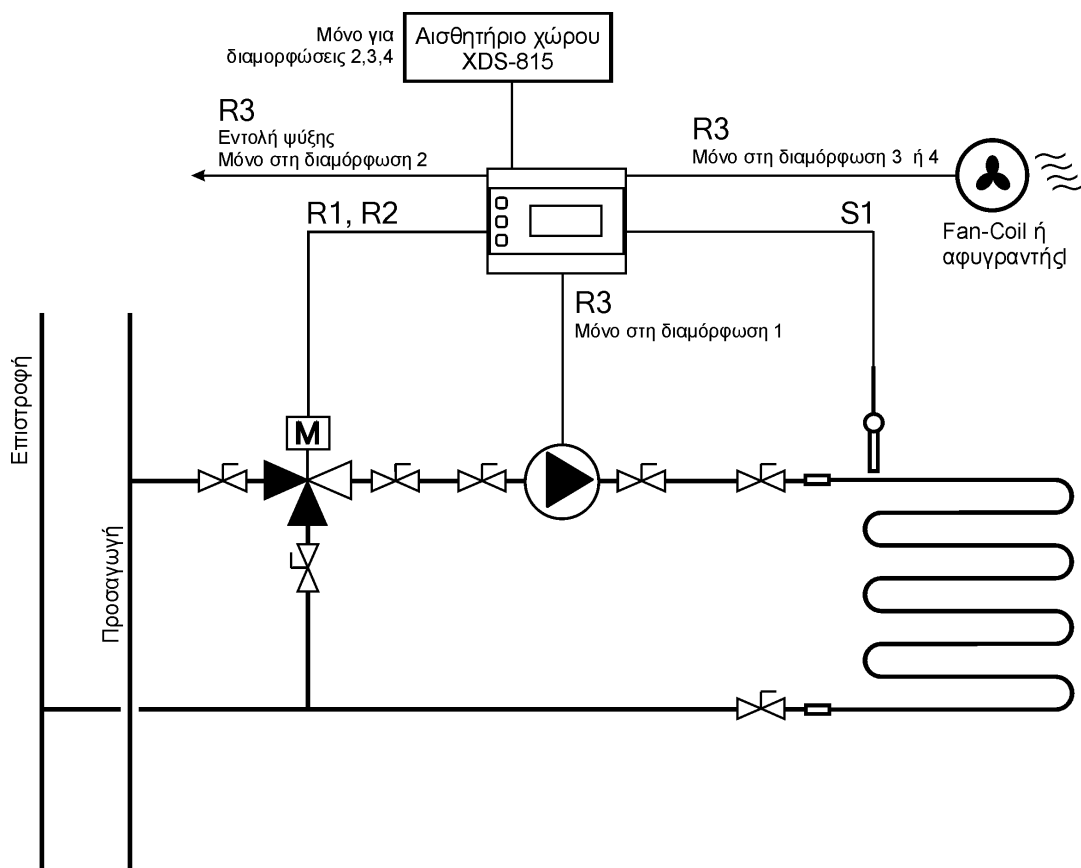 Μόνο για
διαμορφώσεις 2,3,4
Αισθητήριο χώρου
XDS-815
R3
Εντολή ψύξης
Μόνο στη διαμόρφωση 2
R3
Μόνο στη διαμόρφωση 3 ή 4
R1, R2
S1
Fan-Coil ή
αφυγραντήςl
R3
Μόνο στη διαμόρφωση 1
Επιστροφή
Προσαγωγή
M